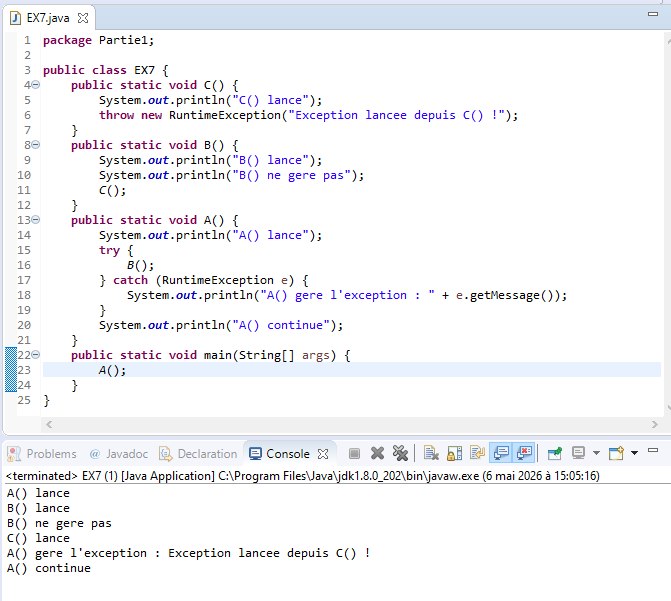 EX7.java
1 package Partie1;
2
3 public class EX7 {
4 public static void C() {
5 System.out.println("C() lance");
6 throw new RuntimeException("Exception lancee depuis C() !");
7 }
8 public static void B() {
9 System.out.println("B() lance");
10 System.out.println("B() ne gere pas");
11 C();
12 }
13 public static void A() {
14 System.out.println("A() lance");
15 try {
16 B();
17 } catch (RuntimeException e) {
18 System.out.println("A() gere l'exception : " + e.getMessage());
19 }
20 System.out.println("A() continue");
21 }
22 public static void main(String[] args) {
23 A();
24 }
25 }
Problems @ Javadoc Declaration Console
<terminated> EX7 (1) [Java Application] C:\Program Files\Java\jdk1.8.0_202\bin\javaw.exe (6 mai 2026 à 15:05:16)
A() lance
B() lance
B() ne gere pas
C() lance
A() gere l'exception : Exception lancee depuis C() !
A() continue